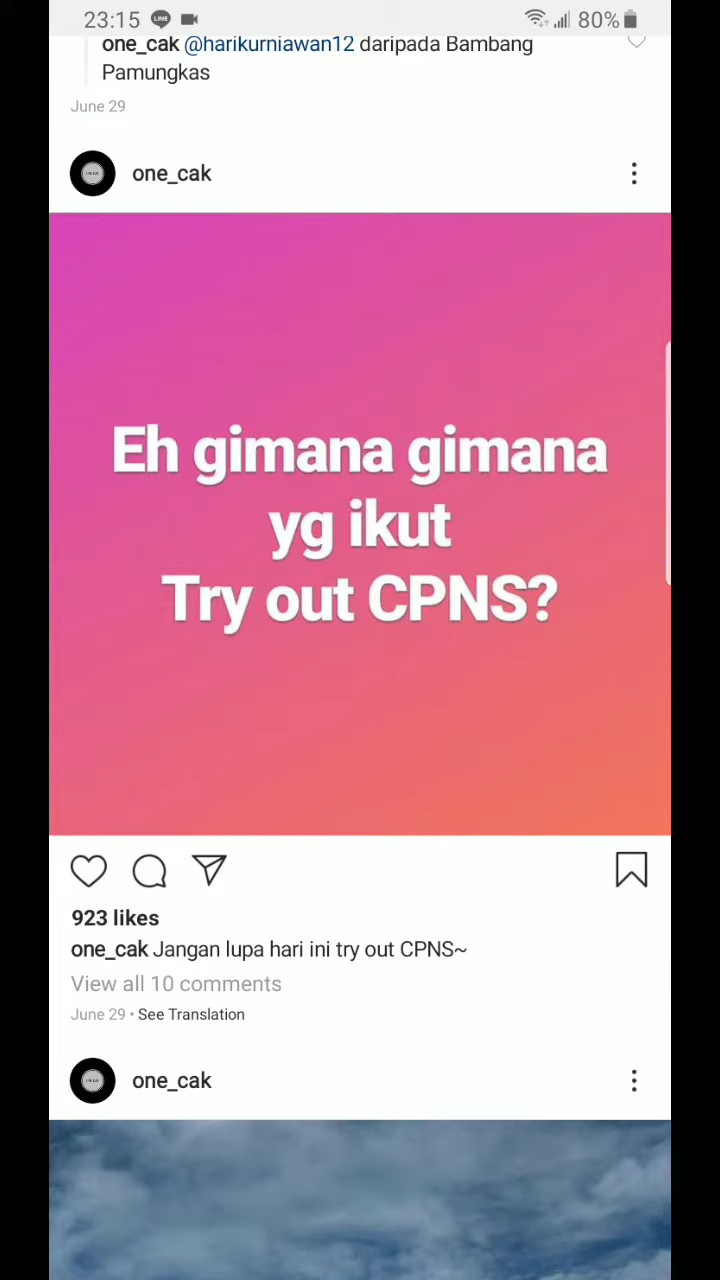 23:15 LINE 80%
one_cak @harikurniawan12 daripada Bambang
Pamungkas
June 29
one_cak
Eh gimana gimana
yg ikut
Try out CPNS?
923 likes
one_cak Jangan lupa hari ini try out CPNS~
View all 10 comments
June 29 • See Translation
one_cak